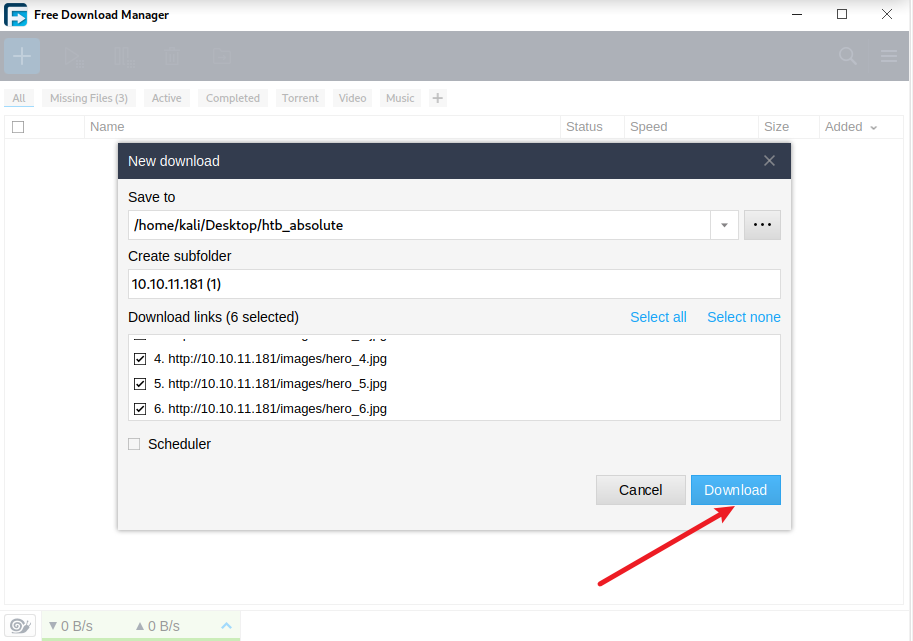 Free Download Manager
All Missing Files (3) Active Completed Torrent Video Music +
Name Status Speed Size Added
New download
Save to
/home/kali/Desktop/htb_absolute
Create subfolder
10.10.11.181 (1)
Download links (6 selected) Select all Select none
4. http://10.10.11.181/images/hero_4.jpg
5. http://10.10.11.181/images/hero_5.jpg
6. http://10.10.11.181/images/hero_6.jpg
Scheduler
Cancel Download
0 B/s 0 B/s